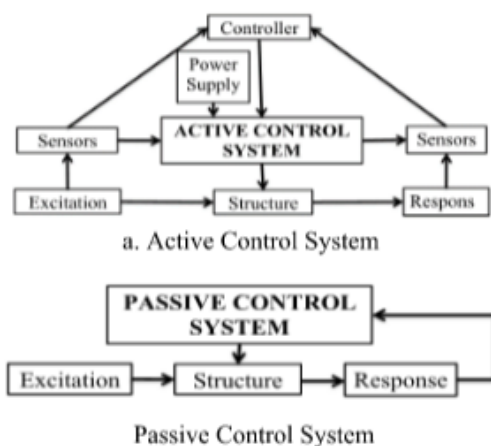 Controller
Power
Supply
Sensors
ACTIVE CONTROL
SYSTEM
Sensors
Excitation
Structure
Respons
a. Active Control System
PASSIVE CONTROL
SYSTEM
Excitation
Structure
Response
Passive Control System